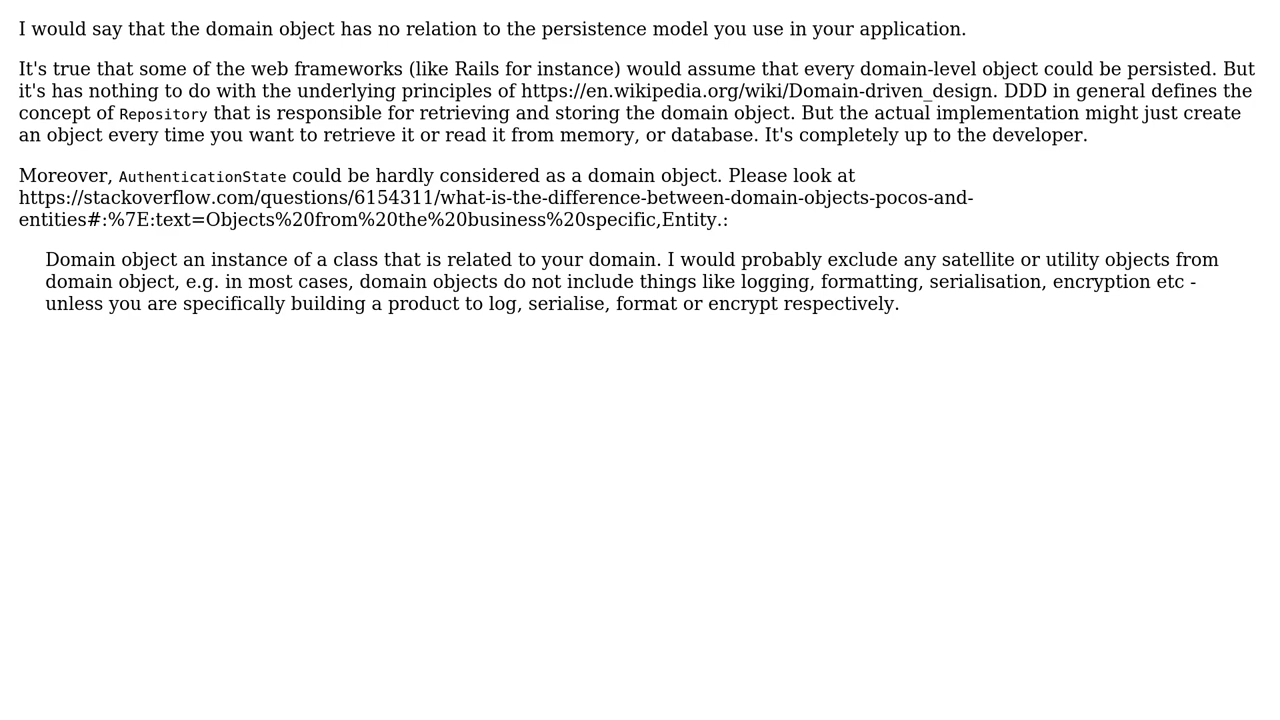 I would say that the domain object has no relation to the persistence model you use in your application.
It's true that some of the web frameworks (like Rails for instance) would assume that every domain-level object could be persisted. But
it's has nothing to do with the underlying principles of https://en.wikipedia.org/wiki/Domain-driven_design. DDD in general defines the
concept of Repository that is responsible for retrieving and storing the domain object. But the actual implementation might just create
an object every time you want to retrieve it or read it from memory, or database. It's completely up to the developer.
Moreover, AuthenticationState could be hardly considered as a domain object. Please look at
https://stackoverflow.com/questions/6154311/what-is-the-difference-between-domain-objects-pocos-and-
entities#:%7E:text=Objects%20from%20the%20business%20specific,Entity.:
Domain object an instance of a class that is related to your domain. I would probably exclude any satellite or utility objects from
domain object, e.g. in most cases, domain objects do not include things like logging, formatting, serialisation, encryption etc -
unless you are specifically building a product to log, serialise, format or encrypt respectively.